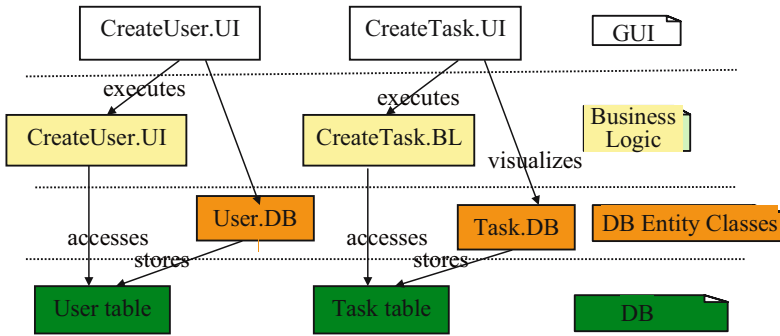 CreateUser.UI
CreateTask.UI
GUI
executes
executes
CreateUser.UI
CreateTask.BL
Business
Logic
visualizes
User.DB
Task.DB
DB Entity Classes
accesses
accesses
stores
stores
User table
Task table
DB